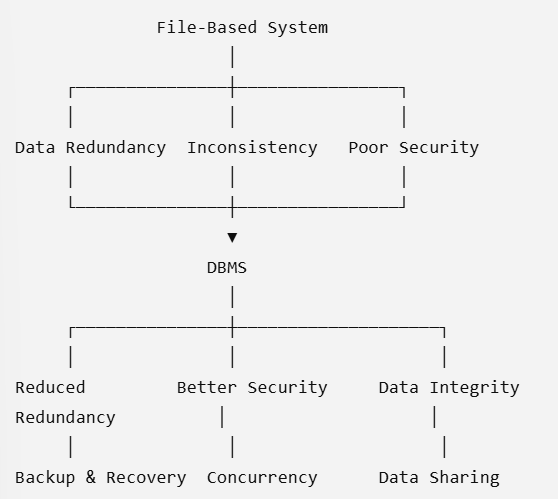 File-Based System
Data Redundancy Inconsistency Poor Security
DBMS
Reduced Better Security Data Integrity
Redundancy
Backup & Recovery Concurrency Data Sharing